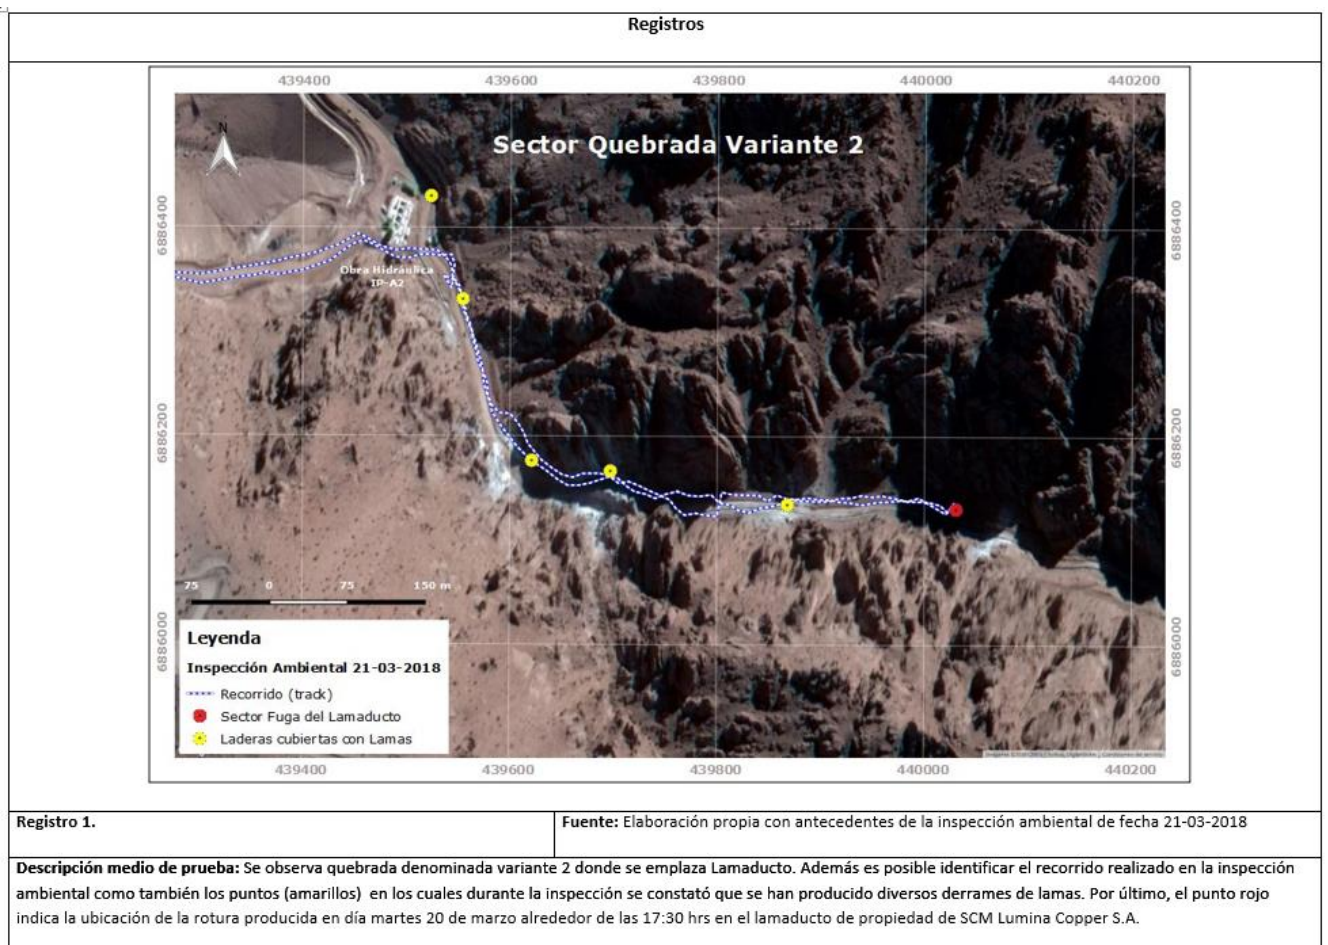 Registros
439400 439600 439800 440000 440200
Sector Quebrada Variante 2
N
6886400 6886400
Obra Hidráulica
IP-A2
6886200 6886200
75 0 75 150 m
6886000 6886000
Leyenda
Inspección Ambiental 21-03-2018
Recorrido (track)
Sector Fuga del Lamaducto
Laderas cubiertas con Lamas
439400 439600 439800 440000 440200
Registro 1.
Fuente: Elaboración propia con antecedentes de la inspección ambiental de fecha 21-03-2018
Descripción medio de prueba: Se observa quebrada denominada variante 2 donde se emplaza Lamaducto. Además es posible identificar el recorrido realizado en la inspección
ambiental como también los puntos (amarillos) en los cuales durante la inspección se constató que se han producido diversos derrames de lamas. Por último, el punto rojo
indica la ubicación de la rotura producida en día martes 20 de marzo alrededor de las 17:30 hrs en el lamaducto de propiedad de SCM Lumina Copper S.A.